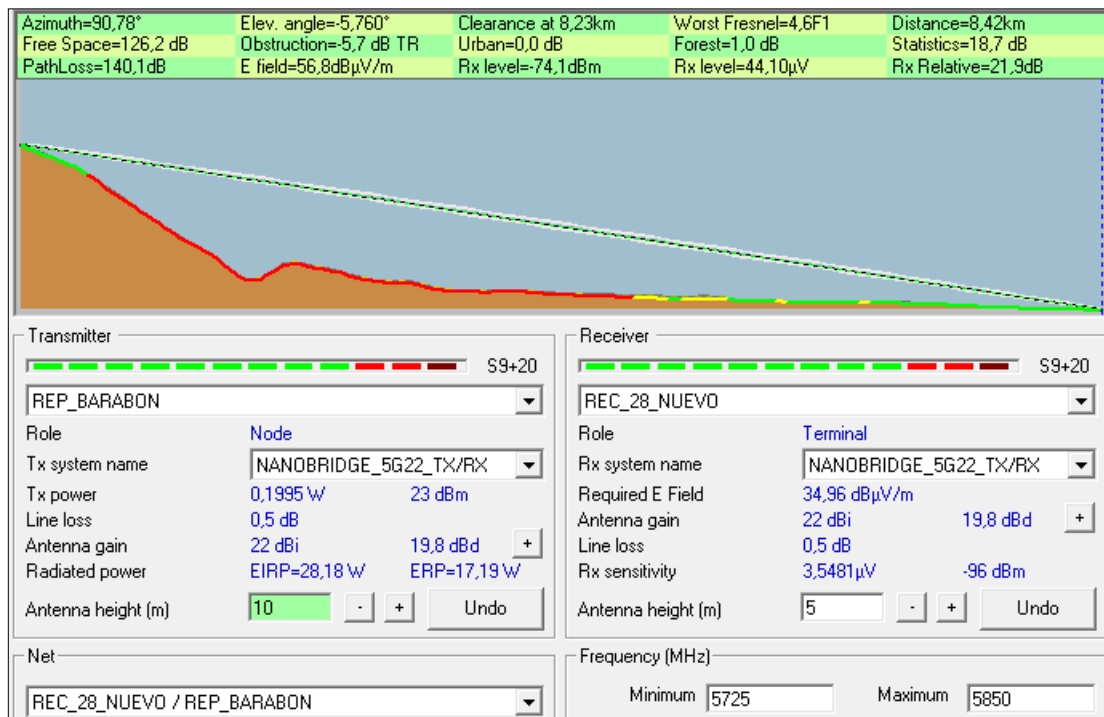 Azimuth=90,78° Elev. angle=-5,760° Clearance at 8,23km Worst Fresnel=4,6F1 Distance=8,42km
Free Space=126,2 dB Obstruction=-5,7 dB TR Urban=0,0 dB Forest=1,0 dB Statistics=18,7 dB
PathLoss=140,1dB E field=56,8dBµV/m Rx level=-74,1dBm Rx level=44,10µV Rx Relative=21,9dB
Transmitter
S9+20
REP_BARABON
Role Node
Tx system name NANOBRIDGE_5G22_TX/RX
Tx power 0,1995 W 23 dBm
Line loss 0,5 dB
Antenna gain 22 dBi 19,8 dBd +
Radiated power EIRP=28,18 W ERP=17,19 W
Antenna height (m) 10 - + Undo
Net
REC_28_NUEVO / REP_BARABON
Receiver
S9+20
REC_28_NUEVO
Role Terminal
Rx system name NANOBRIDGE_5G22_TX/RX
Required E Field 34,96 dBµV/m
Antenna gain 22 dBi 19,8 dBd +
Line loss 0,5 dB
Rx sensitivity 3,5481µV -96 dBm
Antenna height (m) 5 - + Undo
Frequency (MHz)
Minimum 5725 Maximum 5850